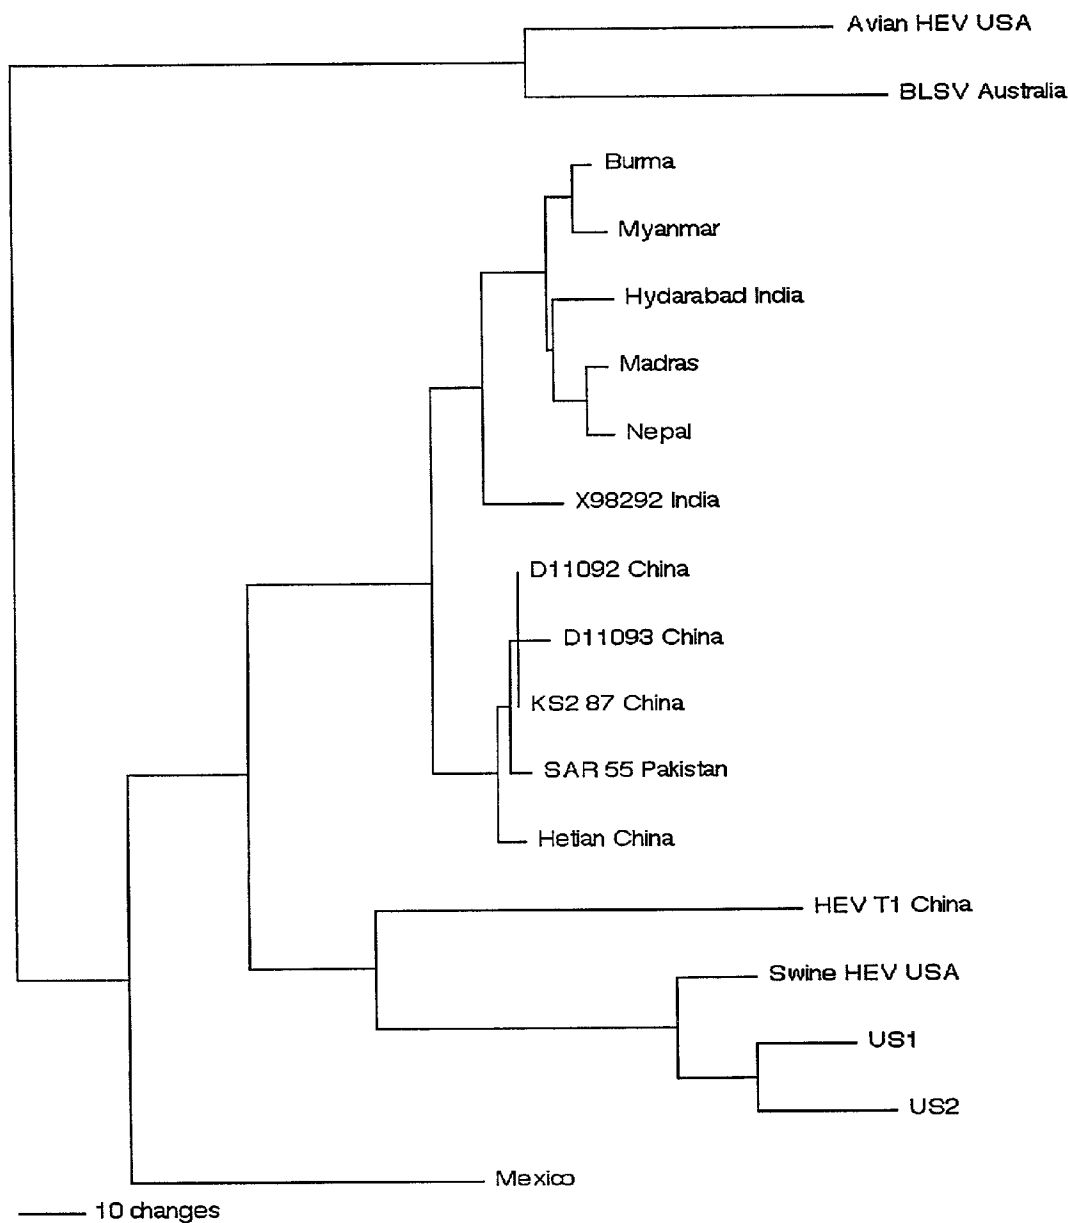 Avian HEV USA
BLSV Australia
Burma
Myanmar
Hydarabad India
Madras
Nepal
X98292 India
D11092 China
D11093 China
KS2 87 China
SAR 55 Pakistan
Hetian China
HEV T1 China
Swine HEV USA
US1
US2
Mexico
10 changes